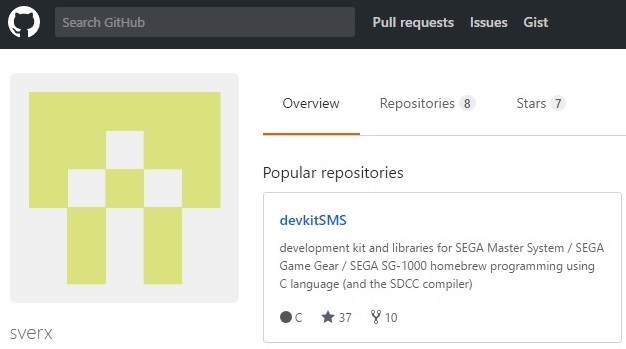 Search GitHub Pull requests Issues Gist
Overview Repositories 8 Stars 7
Popular repositories
devkitSMS
development kit and libraries for SEGA Master System / SEGA
Game Gear / SEGA SG-1000 homebrew programming using
C language (and the SDCC compiler)
C 37 10
sverx